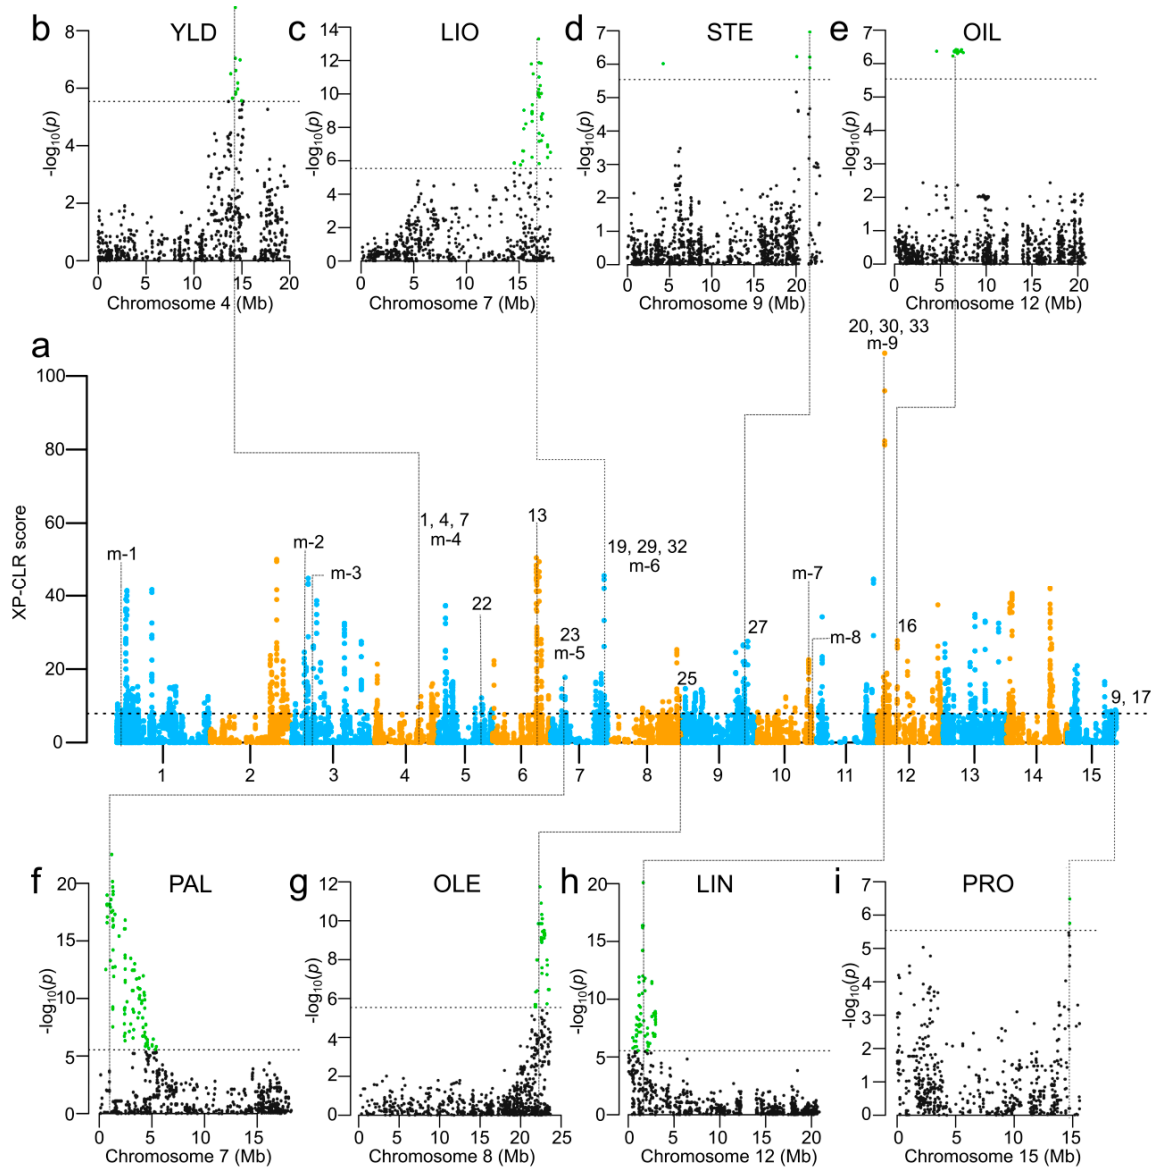 b YLD
8
6
4
2
0
-log10(p)
0 5 10 15 20
Chromosome 4 (Mb)
c LIO
14
12
10
8
6
4
2
0
-log10(p)
0 5 10 15
Chromosome 7 (Mb)
d STE
7
6
5
4
3
2
1
0
-log10(p)
0 5 10 15 20
Chromosome 9 (Mb)
e OIL
7
6
5
4
3
2
1
0
-log10(p)
0 5 10 15 20
Chromosome 12 (Mb)
a
100
80
60
40
20
0
XP-CLR score
m-1
m-2
m-3
1, 4, 7
m-4
22
13
23
m-5
19, 29, 32
m-6
25
27
m-7
m-8
20, 30, 33
m-9
16
9, 17
1 2 3 4 5 6 7 8 9 10 11 12 13 14 15
f PAL
20
15
10
5
0
-log10(p)
0 5 10 15
Chromosome 7 (Mb)
g OLE
12
10
8
6
4
2
0
-log10(p)
0 5 10 15 20 25
Chromosome 8 (Mb)
h LIN
20
15
10
5
0
-log10(p)
0 5 10 15 20
Chromosome 12 (Mb)
i PRO
7
6
5
4
3
2
1
0
-log10(p)
0 5 10 15
Chromosome 15 (Mb)